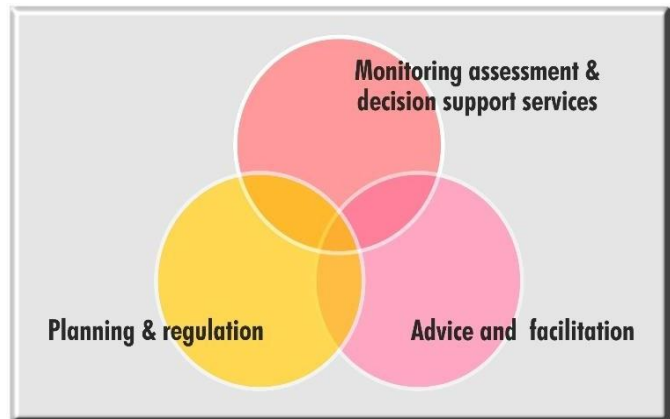 Monitoring assessment &
decision support services
Planning & regulation
Advice and facilitation